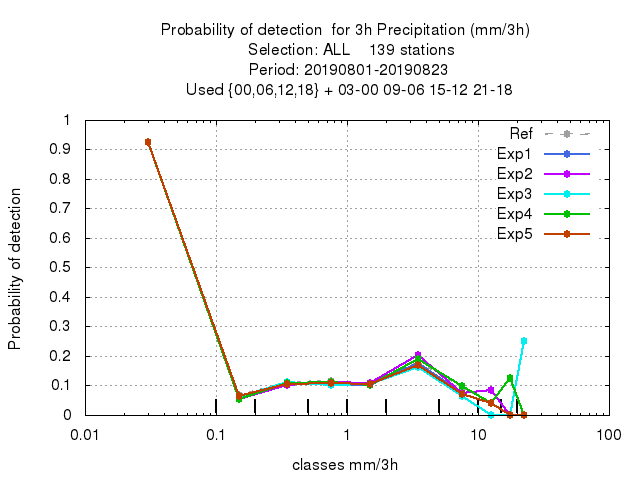 Probability of detection for 3h Precipitation (mm/3h)
Selection: ALL 139 stations
Period: 20190801-20190823
Used {00,06,12,18} + 03-00 09-06 15-12 21-18
1
0.9
0.8
0.7
0.6
0.5
0.4
0.3
0.2
0.1
0
Probability of detection
Ref
Exp1
Exp2
Exp3
Exp4
Exp5
0.01
0.1
1
10
100
classes mm/3h